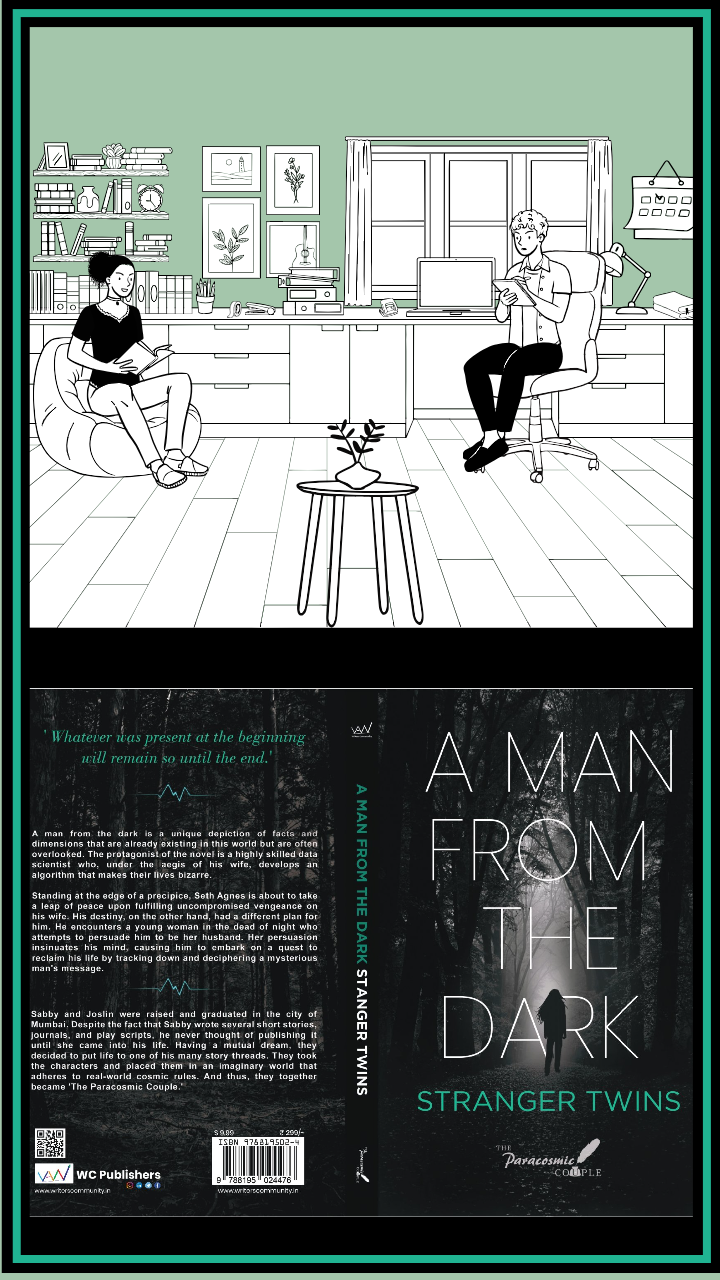 ' Whatever was present at the beginning
will remain so until the end.'
A man from the dark is a unique depiction of facts and
dimensions that are already existing in this world but are often
overlooked. The protagonist of the novel is a highly skilled data
scientist who, under the aegis of his wife, develops an
algorithm that makes their lives bizarre.
Standing at the edge of a precipice, Seth Agnes is about to take
a leap of peace upon fulfilling uncompromised vengeance on
his wife. His destiny, on the other hand, had a different plan for
him. He encounters a young woman in the dead of night who
attempts to persuade him to be her husband. Her persuasion
insinuates his mind, causing him to embark on a quest to
reclaim his life by tracking down and deciphering a mysterious
man's message.
Sabby and Joslin were raised and graduated in the city of
Mumbai. Despite the fact that Sabby wrote several short stories,
journals, and play scripts, he never thought of publishing it
until she came into his life. Having a mutual dream, they
decided to put life to one of his many story threads. They took
the characters and placed them in an imaginary world that
adheres to real-world cosmic rules. And thus, they together
became 'The Paracosmic Couple.'
WC Publishers
www.writerscommunity.in
$ 9.99 ₹ 299/-
ISBN 978819502-4
9 788195 024476
www.writerscommunity.in
A MAN FROM THE DARK STANGER TWINS
A MAN
FROM
THE
DARK
STRANGER TWINS
THE
Paracosmic
COUPLE